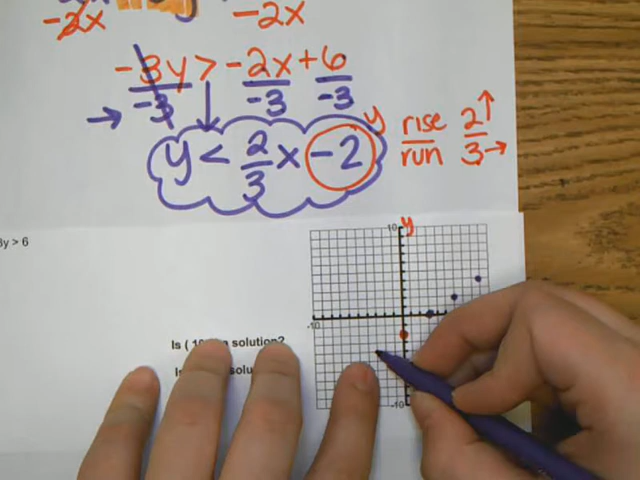 -2x -2x
-3y > -2x + 6
-3 -3 -3
y < 2/3 x - 2 y rise/run 2/3
y > 6
10 y
-10
Is ( solution?
Is
-10